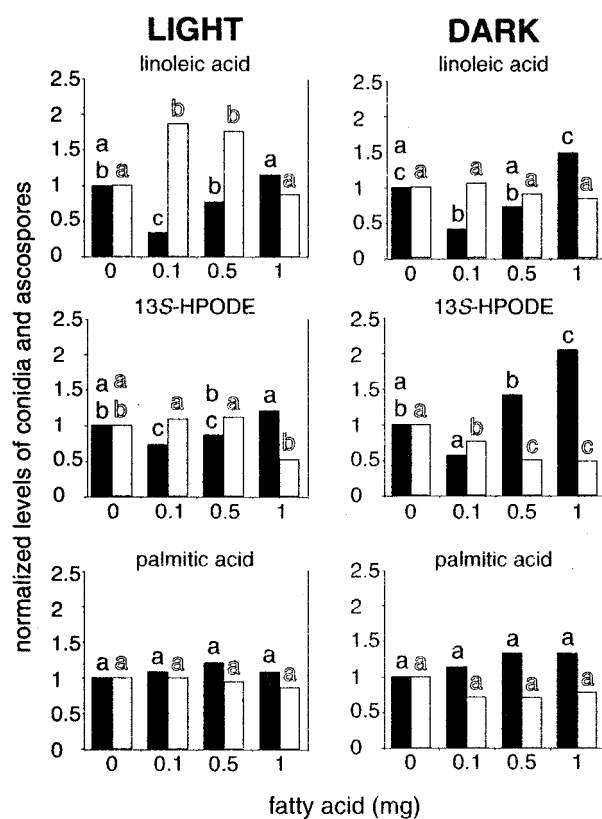 LIGHT
DARK
normalized levels of conidia and ascospores
linoleic acid
2.5
2
1.5
1
0.5
0
a
b a
c b
b b
a a
0 0.1 0.5 1
linoleic acid
2.5
2
1.5
1
0.5
0
a
c a
b a
a
b a
c a
0 0.1 0.5 1
13S-HPODE
2.5
2
1.5
1
0.5
0
a a
b b
c a
b
c a
a b
0 0.1 0.5 1
13S-HPODE
2.5
2
1.5
1
0.5
0
a
b a
a b
b c
c c
0 0.1 0.5 1
palmitic acid
2.5
2
1.5
1
0.5
0
a a
a a
a a
a a
0 0.1 0.5 1
palmitic acid
2.5
2
1.5
1
0.5
0
a a
a a
a a
a a
0 0.1 0.5 1
fatty acid (mg)